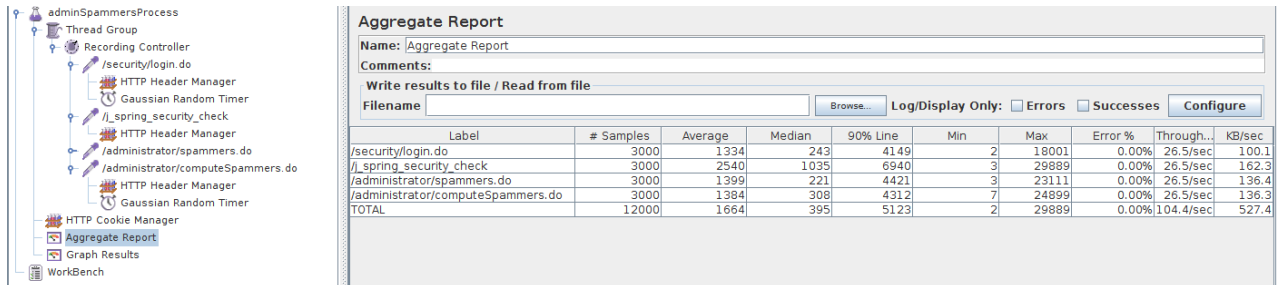 adminSpammersProcess
Thread Group
Recording Controller
/security/login.do
HTTP Header Manager
Gaussian Random Timer
/j_spring_security_check
HTTP Header Manager
/administrator/spammers.do
/administrator/computeSpammers.do
HTTP Header Manager
Gaussian Random Timer
HTTP Cookie Manager
Aggregate Report
Graph Results
WorkBench
Aggregate Report
Name: Aggregate Report
Comments:
Write results to file / Read from file
Filename Browse... Log/Display Only: Errors Successes Configure
Label # Samples Average Median 90% Line Min Max Error % Through... KB/sec
/security/login.do 3000 1334 243 4149 2 18001 0.00% 26.5/sec 100.1
/j_spring_security_check 3000 2540 1035 6940 3 29889 0.00% 26.5/sec 162.3
/administrator/spammers.do 3000 1399 221 4421 3 23111 0.00% 26.5/sec 136.4
/administrator/computeSpammers.do 3000 1384 308 4312 7 24899 0.00% 26.5/sec 136.3
TOTAL 12000 1664 395 5123 2 29889 0.00% 104.4/sec 527.4